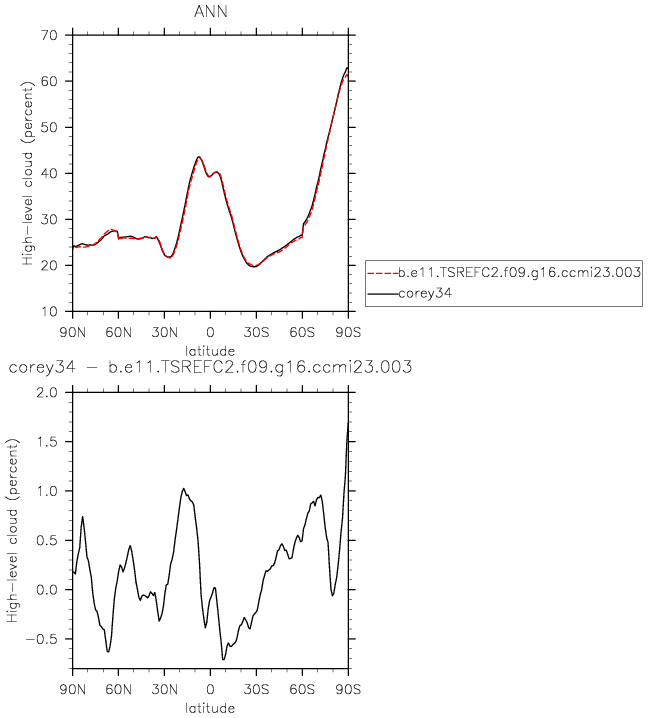 ANN
70
60
50
40
30
20
10
High-level cloud (percent)
90N 60N 30N 0 30S 60S 90S
latitude
b.e11.TSREFC2.f09.g16.ccmi23.003
corey34
corey34 - b.e11.TSREFC2.f09.g16.ccmi23.003
2.0
1.5
1.0
0.5
0.0
-0.5
High-level cloud (percent)
90N 60N 30N 0 30S 60S 90S
latitude